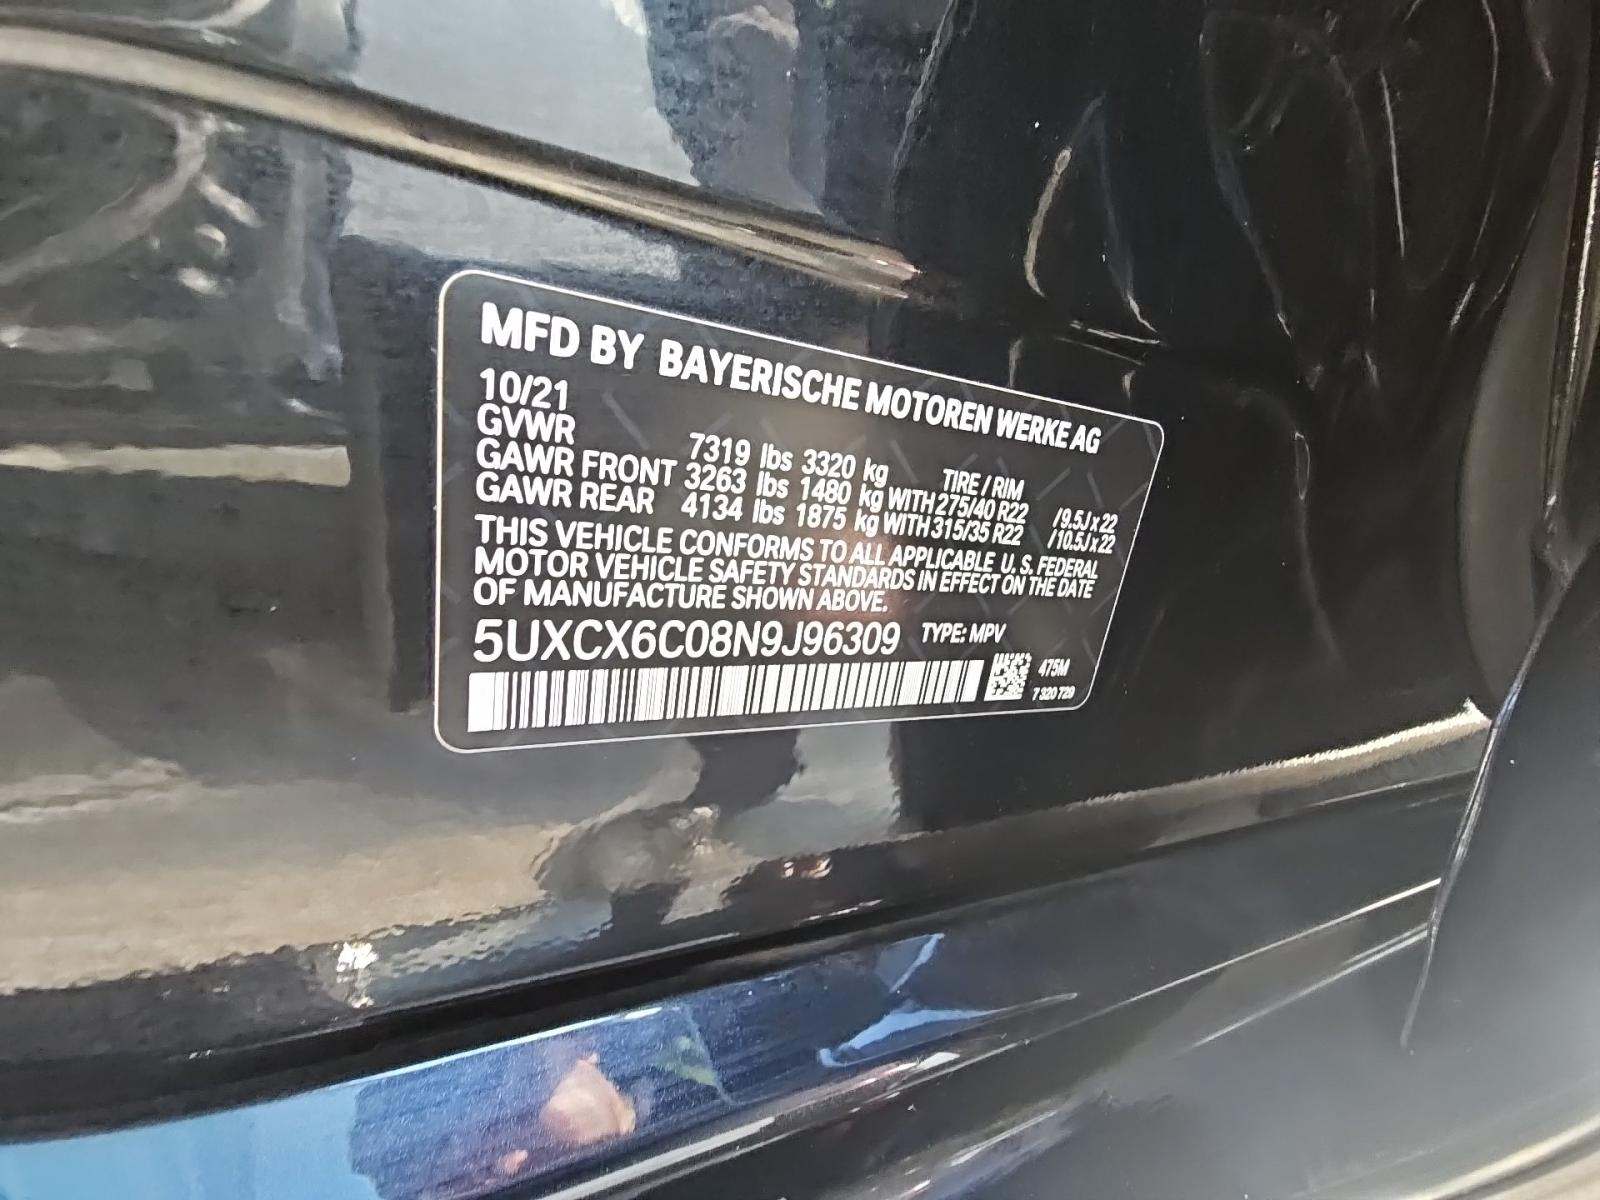 MFD BY BAYERISCHE MOTOREN WERKE AG
10/21
GVWR 7319 lbs 3320 kg TIRE / RIM
GAWR FRONT 3263 lbs 1480 kg WITH 275/40 R22 /9.5J x 22
GAWR REAR 4134 lbs 1875 kg WITH 315/35 R22 /10.5J x 22
THIS VEHICLE CONFORMS TO ALL APPLICABLE U. S. FEDERAL
MOTOR VEHICLE SAFETY STANDARDS IN EFFECT ON THE DATE
OF MANUFACTURE SHOWN ABOVE.
5UXCX6C08N9J96309 TYPE: MPV
475M
7 320 729